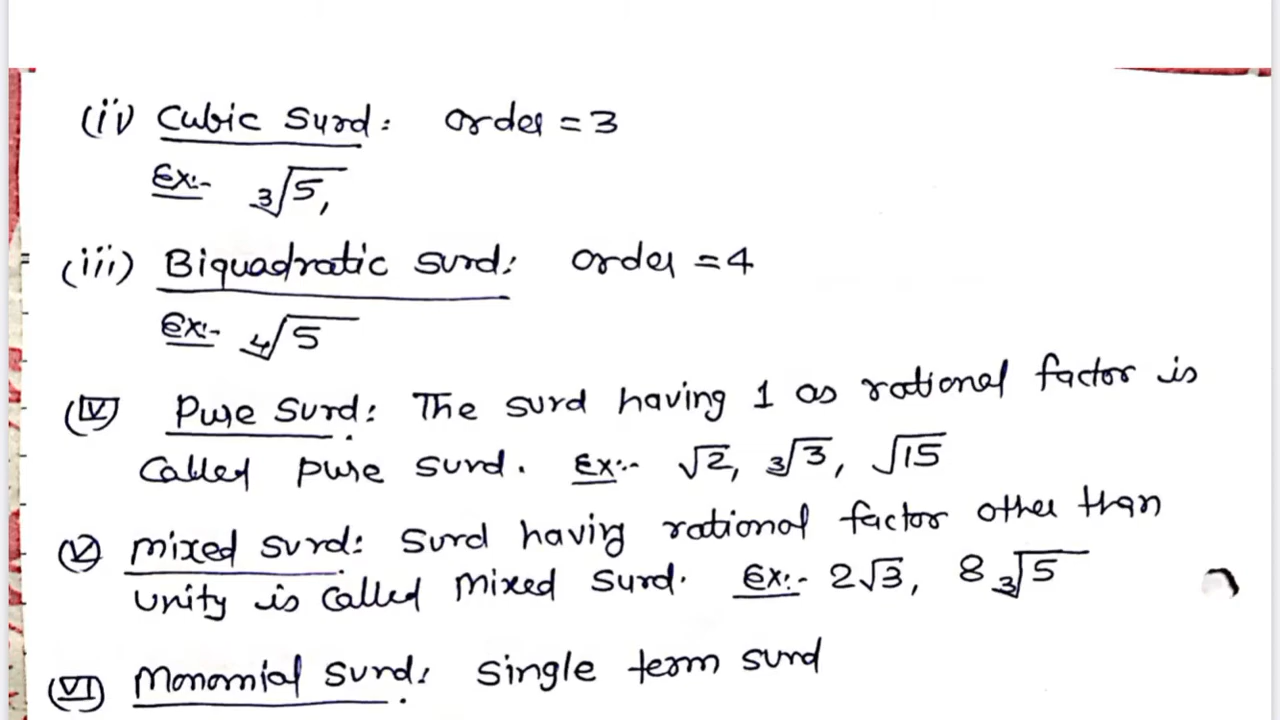 (ii) Cubic Surd: order = 3
Ex:- ∛5,
(iii) Biquadratic surd: order = 4
Ex:- ∜5
(IV) Pure Surd: The surd having 1 as rational factor is
called pure surd. Ex:- √2, ∛3, √15
(V) mixed surd: Surd having rational factor other than
unity is called mixed surd. Ex:- 2√3, 8∛5
(VI) Monomial Surd: Single term surd